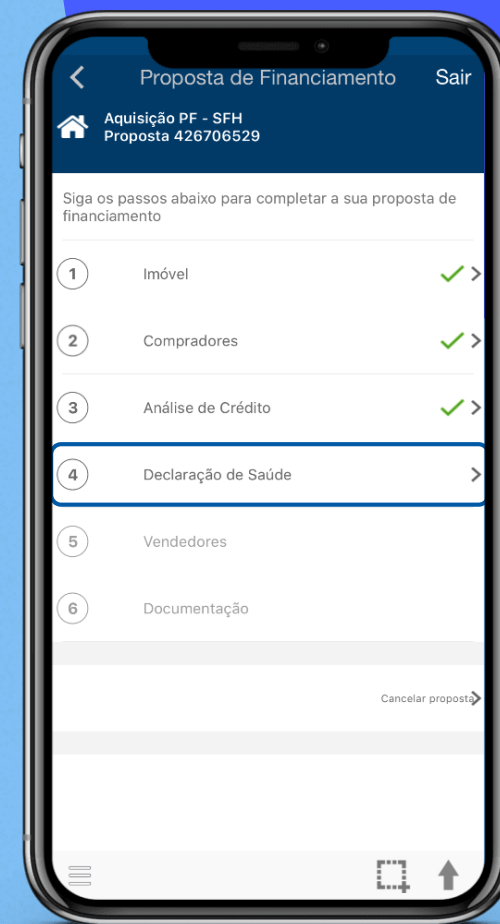 Proposta de Financiamento Sair
Aquisição PF - SFH
Proposta 426706529
Siga os passos abaixo para completar a sua proposta de
financiamento
1 Imóvel
2 Compradores
3 Análise de Crédito
4 Declaração de Saúde
5 Vendedores
6 Documentação
Cancelar proposta